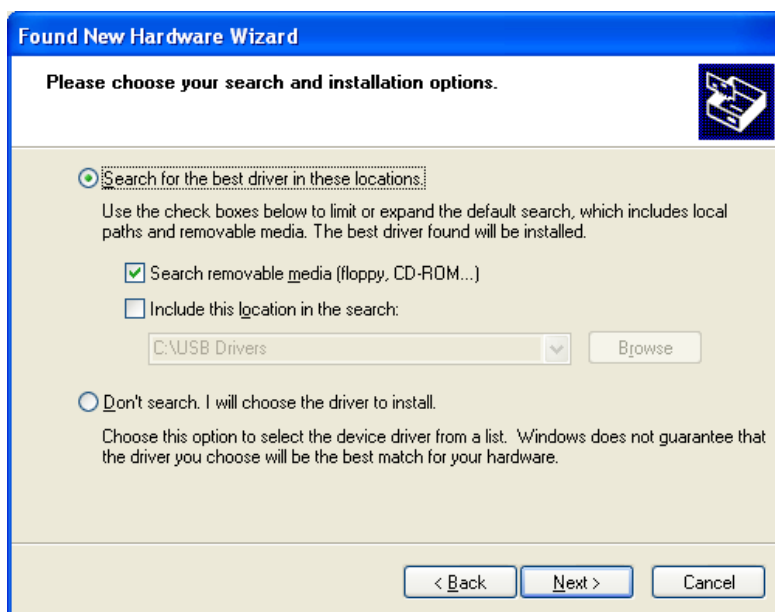 Found New Hardware Wizard
Please choose your search and installation options.
Search for the best driver in these locations.
Use the check boxes below to limit or expand the default search, which includes local
paths and removable media. The best driver found will be installed.
Search removable media (floppy, CD-ROM...)
Include this location in the search:
C:\USB Drivers
Browse
Don't search. I will choose the driver to install.
Choose this option to select the device driver from a list.  Windows does not guarantee that
the driver you choose will be the best match for your hardware.
< Back
Next >
Cancel